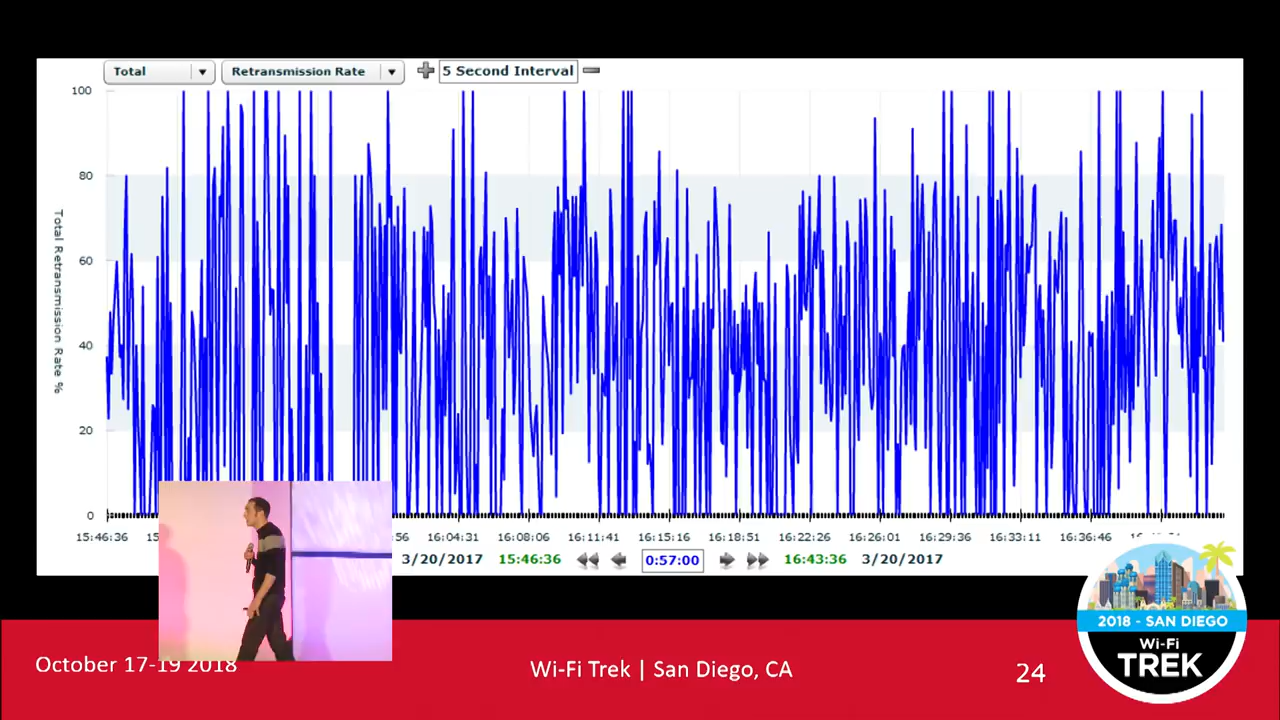 Total
Retransmission Rate
5 Second Interval
100
80
60
40
20
0
Total Retransmission Rate %
15:46:36
15
56
16:04:31
16:08:06
16:11:41
16:15:16
16:18:51
16:22:26
16:26:01
16:29:36
16:33:11
16:36:46
3/20/2017
15:46:36
0:57:00
16:43:36
3/20/2017
October 17-19 2018
Wi-Fi Trek | San Diego, CA
24
2018 - SAN DIEGO
Wi-Fi
TREK